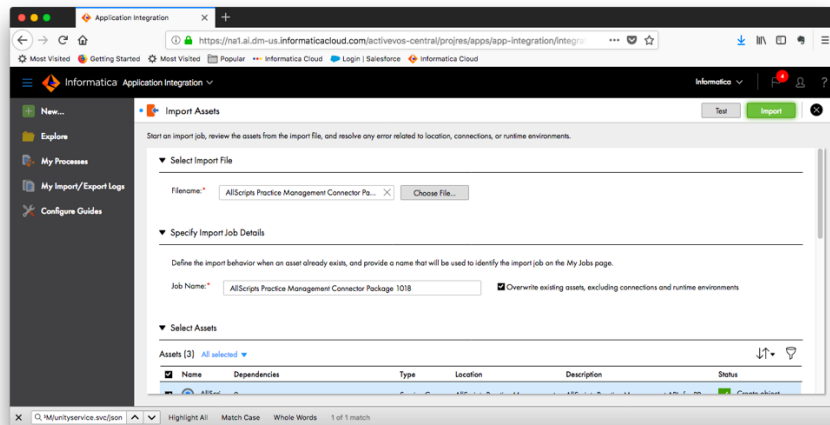 Application Integration
https://na1.ai.dm-us.informaticacloud.com/activevos-central/projres/apps/app-integration/integra
Most Visited Getting Started Most Visited Popular Informatica Cloud Login | Salesforce Informatica Cloud
Informatica Application Integration
Informatica
4
?
New...
Explore
My Processes
My Import/Export Logs
Configure Guides
Import Assets
Test
Import
Start an import job, review the assets from the import file, and resolve any error related to location, connections, or runtime environments.
Select Import File
Filename:* AllScripts Practice Management Connector Pa... Choose File...
Specify Import Job Details
Define the import behavior when an asset already exists, and provide a name that will be used to identify the import job on the My Jobs page.
Job Name:* AllScripts Practice Management Connector Package 1018 Overwrite existing assets, excluding connections and runtime environments
Select Assets
Assets (3) All selected
Name Dependencies Type Location Description Status
Create object
M/unityservice.svc/json Highlight All Match Case Whole Words 1 of 1 match